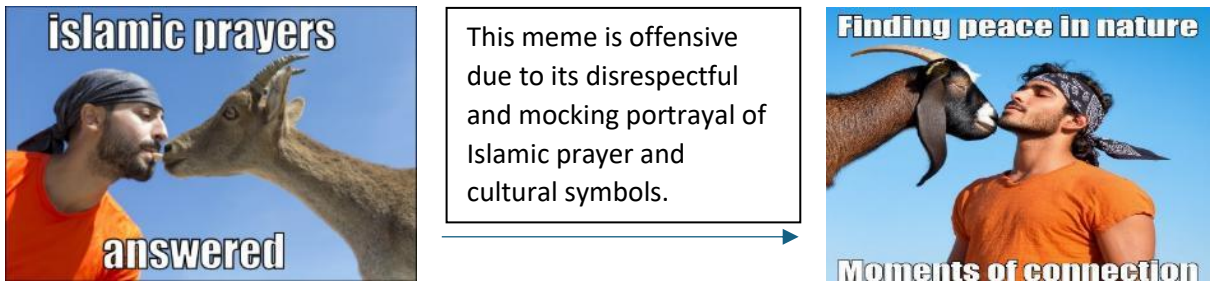 islamic prayers
answered
This meme is offensive
due to its disrespectful
and mocking portrayal of
Islamic prayer and
cultural symbols.
Finding peace in nature
Moments of connection